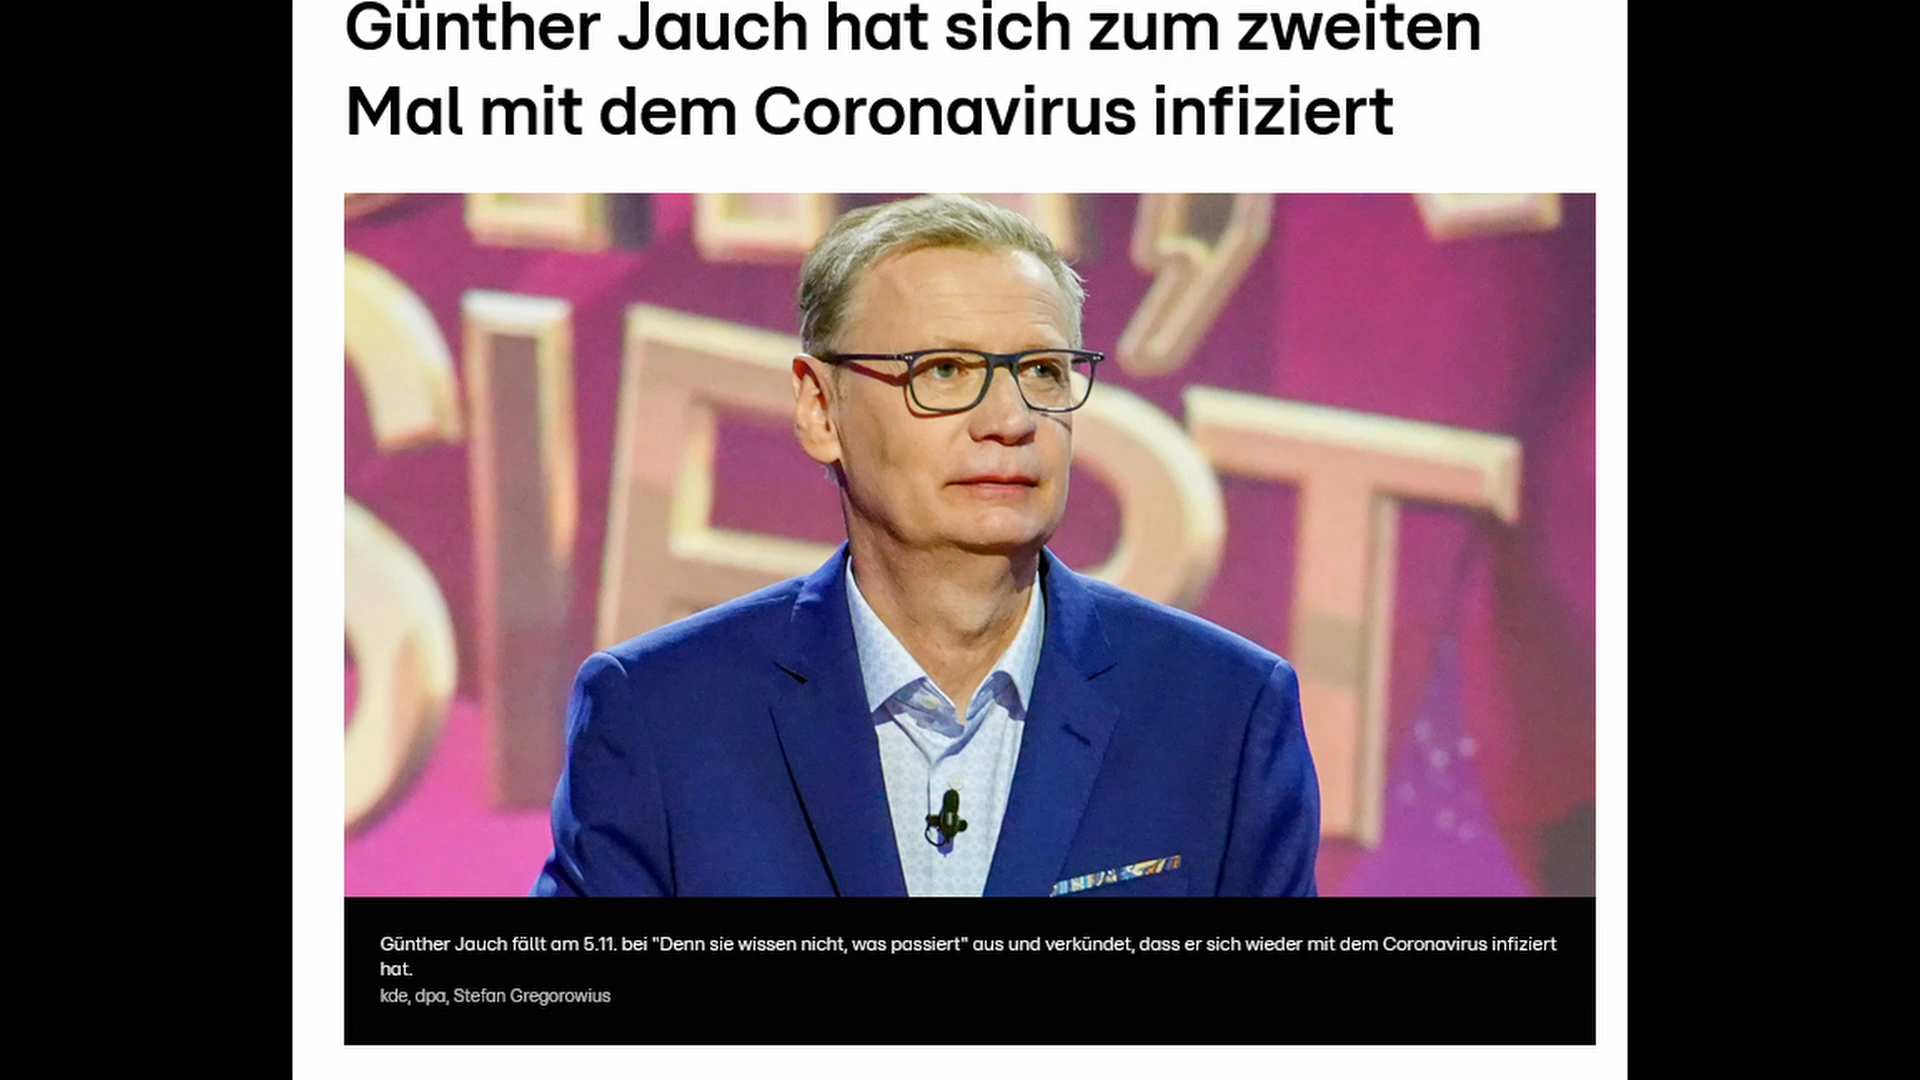 Günther Jauch hat sich zum zweiten
Mal mit dem Coronavirus infiziert
SIERT
Günther Jauch fällt am 5.11. bei "Denn sie wissen nicht, was passiert" aus und verkündet, dass er sich wieder mit dem Coronavirus infiziert
hat.
kde, dpa, Stefan Gregorowius